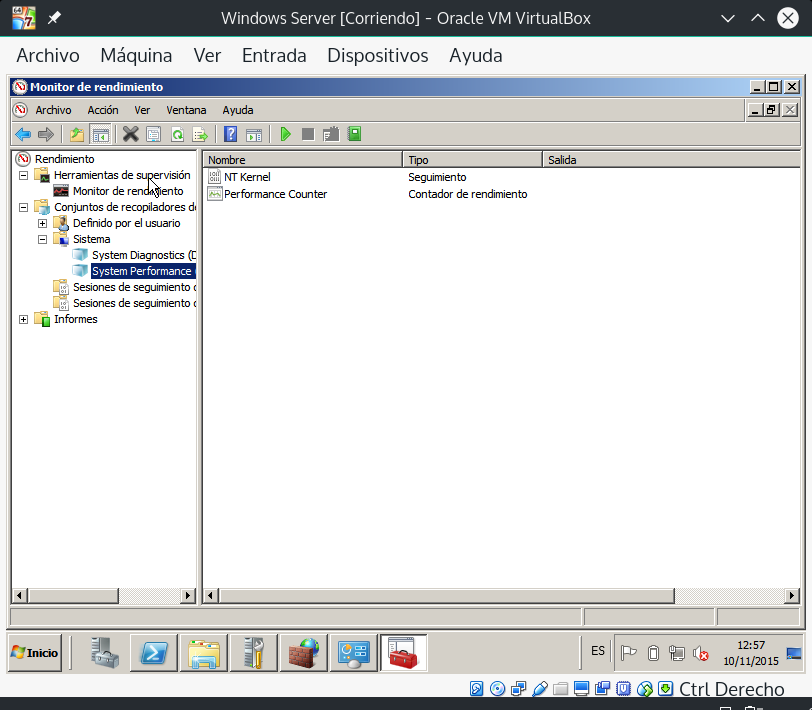 Windows Server [Corriendo] - Oracle VM VirtualBox
Archivo Máquina Ver Entrada Dispositivos Ayuda
Monitor de rendimiento
Archivo Acción Ver Ventana Ayuda
Rendimiento
Herramientas de supervisión
Monitor de rendimiento
Conjuntos de recopiladores de
Definido por el usuario
Sistema
System Diagnostics (D
System Performance (
Sesiones de seguimiento d
Sesiones de seguimiento d
Informes
Nombre Tipo Salida
NT Kernel Seguimiento
Performance Counter Contador de rendimiento
Inicio
ES
12:57
10/11/2015
Ctrl Derecho